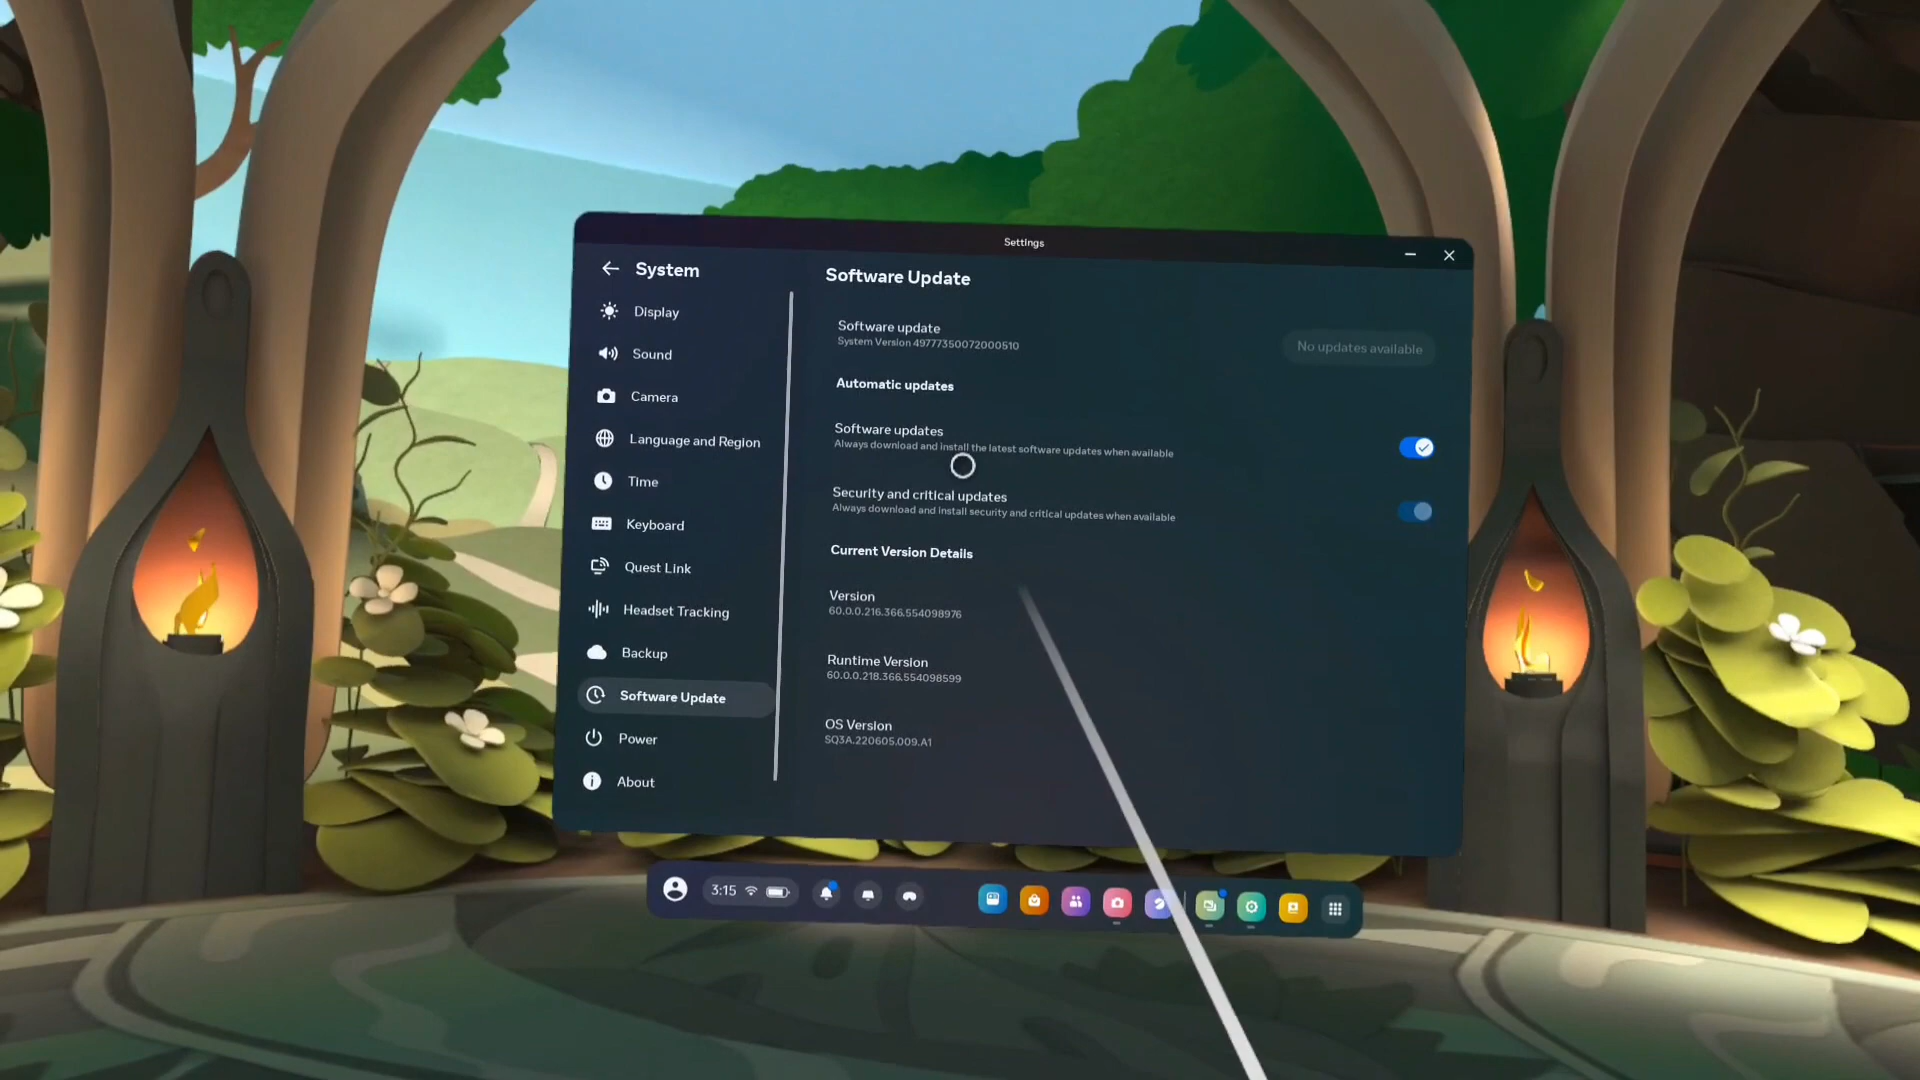 Settings
System
Display
Sound
Camera
Language and Region
Time
Keyboard
Quest Link
Headset Tracking
Backup
Software Update
Power
About
Software Update
Software update
System Version 49777350072000510
No updates available
Automatic updates
Software updates
Always download and install the latest software updates when available
Security and critical updates
Always download and install security and critical updates when available
Current Version Details
Version
60.0.0.216.366.554098976
Runtime Version
60.0.0.218.366.554098599
OS Version
SQ3A.220605.009.A1
3:15